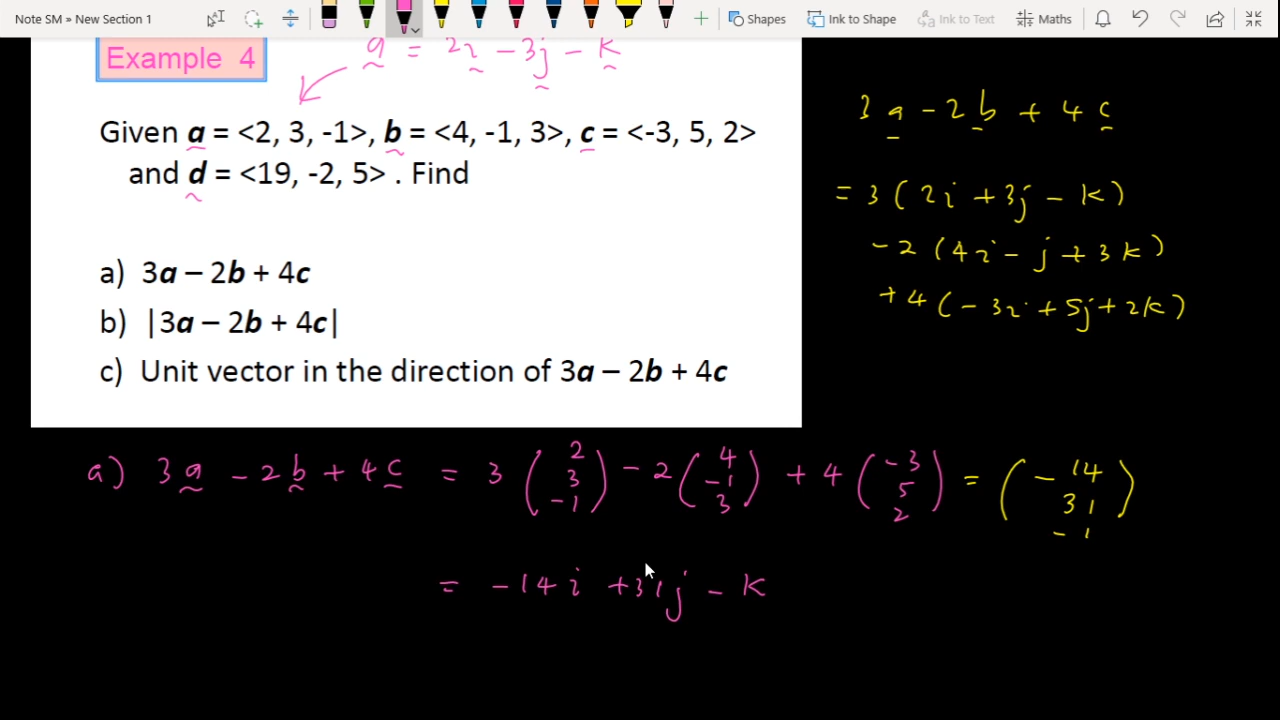 Note SM » New Section 1
Shapes
Ink to Shape
Ink to Text
Maths
Example 4
a = 2i - 3j - k
Given a = <2, 3, -1>, b = <4, -1, 3>, c = <-3, 5, 2>
and d = <19, -2, 5> . Find
a) 3a – 2b + 4c
b) |3a – 2b + 4c|
c) Unit vector in the direction of 3a – 2b + 4c
3a - 2b + 4c
= 3(2i + 3j - k)
- 2(4i - j + 3k)
+ 4(-3i + 5j + 2k)
a) 3a - 2b + 4c = 3(2 3 -1) - 2(4 -1 3) + 4(-3 5 2) = (-14 31 -1)
= -14i + 31j - k